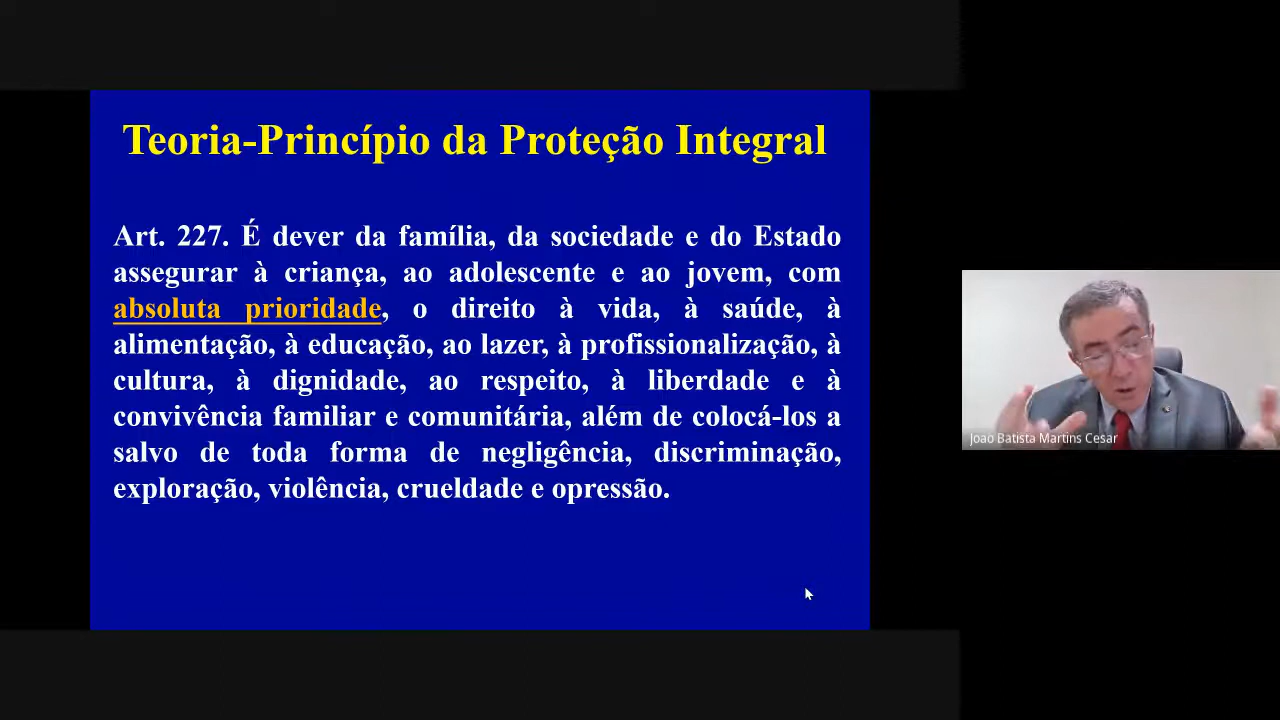 Teoria-Princípio da Proteção Integral
Art. 227. É dever da família, da sociedade e do Estado
assegurar à criança, ao adolescente e ao jovem, com
absoluta prioridade, o direito à vida, à saúde, à
alimentação, à educação, ao lazer, à profissionalização, à
cultura, à dignidade, ao respeito, à liberdade e à
convivência familiar e comunitária, além de colocá-los a
salvo de toda forma de negligência, discriminação,
exploração, violência, crueldade e opressão.
Joao Batista Martins Cesar